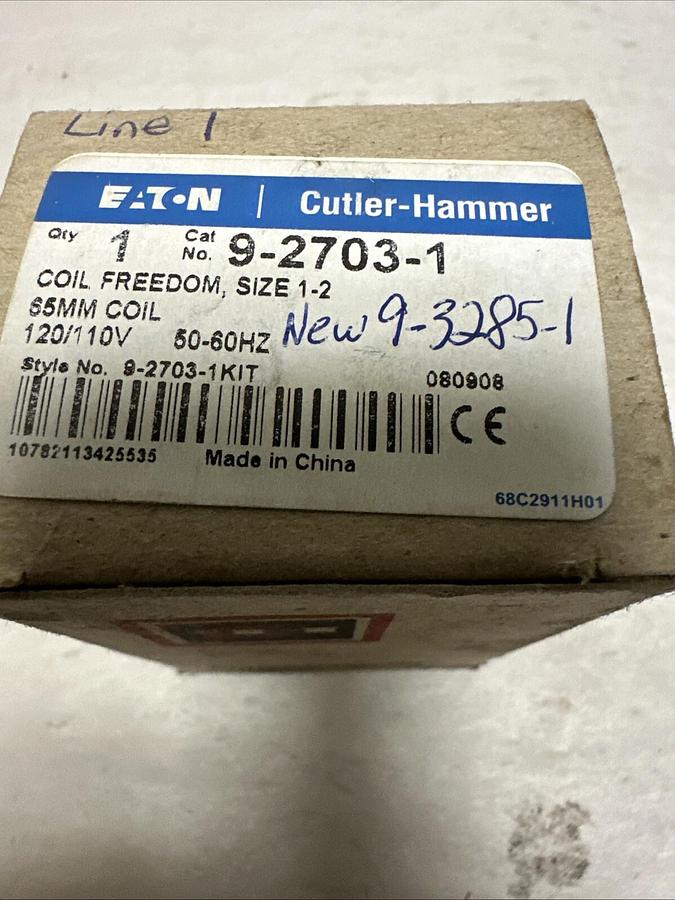 Line 1
EATON | Cutler-Hammer
Qty 1 Cat No. 9-2703-1
COIL FREEDOM, SIZE 1-2
65MM COIL
120/110V 50-60HZ New 9-3285-1
Style No. 9-2703-1KIT 080908
CE
10782113425535 Made in China
68C2911H01